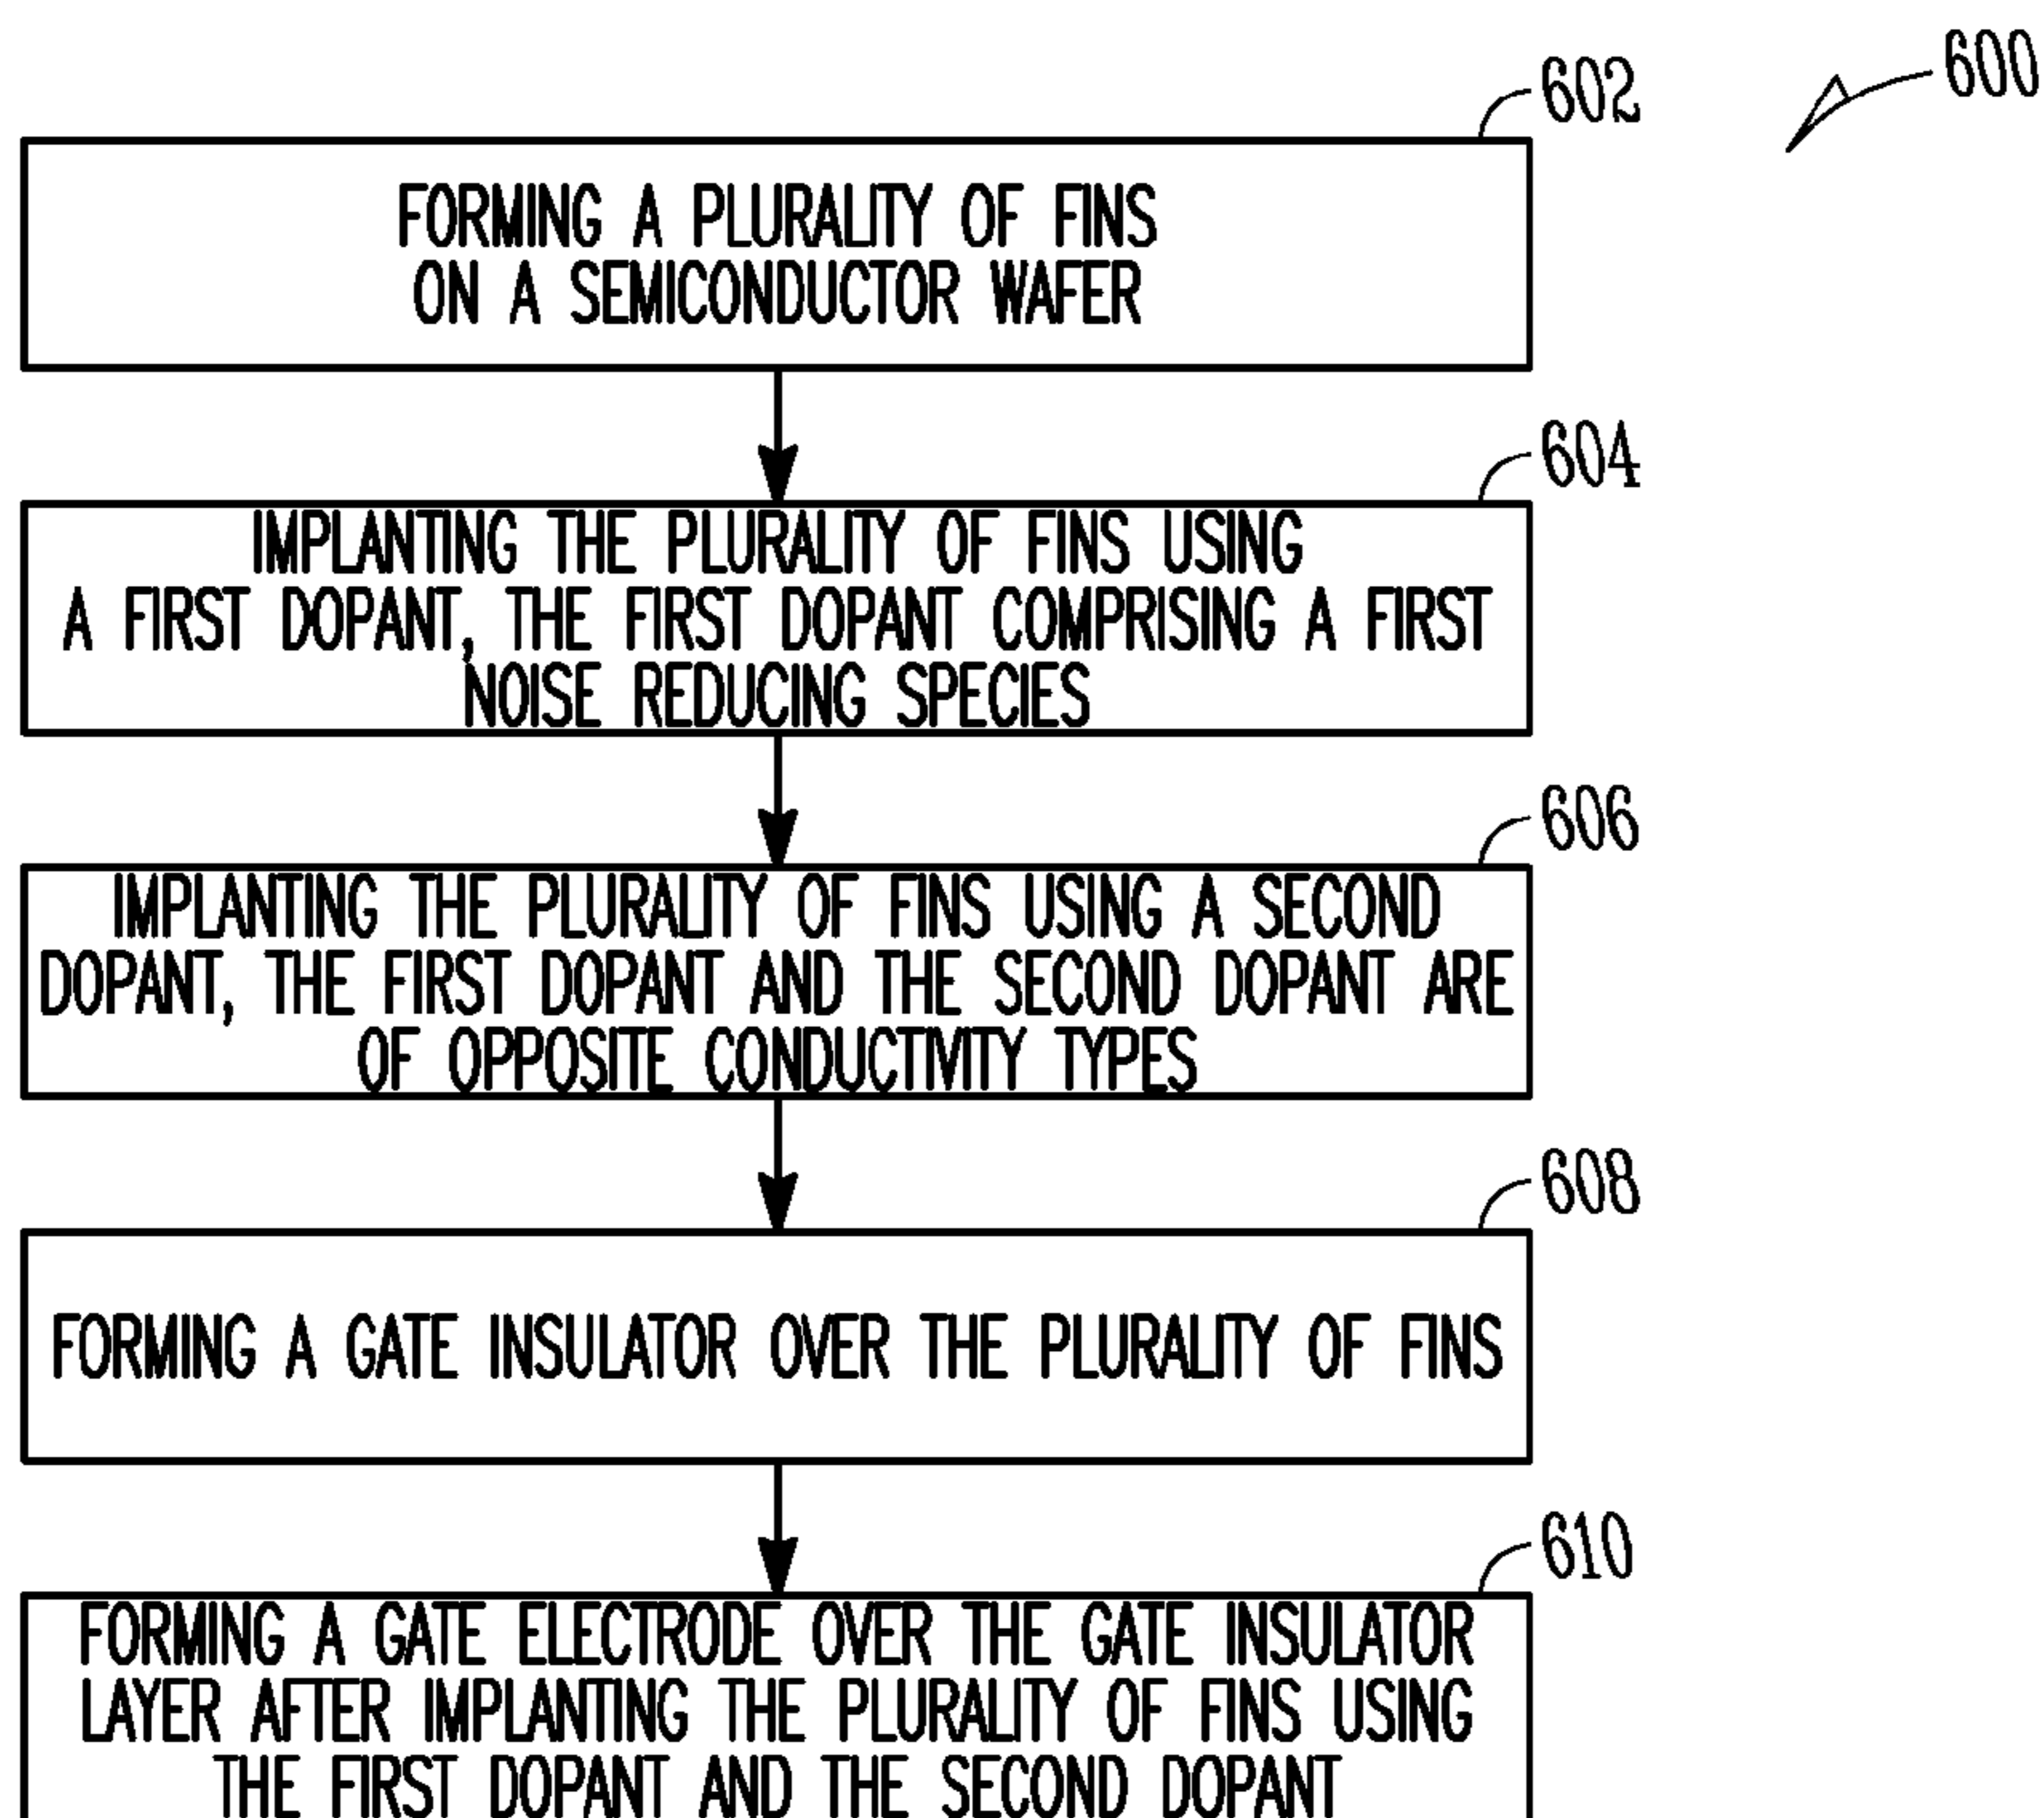 600
602
FORMING A PLURALITY OF FINS
ON A SEMICONDUCTOR WAFER
604
IMPLANTING THE PLURALITY OF FINS USING
A FIRST DOPANT, THE FIRST DOPANT COMPRISING A FIRST
NOISE REDUCING SPECIES
606
IMPLANTING THE PLURALITY OF FINS USING A SECOND
DOPANT, THE FIRST DOPANT AND THE SECOND DOPANT ARE
OF OPPOSITE CONDUCTIVITY TYPES
608
FORMING A GATE INSULATOR OVER THE PLURALITY OF FINS
610
FORMING A GATE ELECTRODE OVER THE GATE INSULATOR
LAYER AFTER IMPLANTING THE PLURALITY OF FINS USING
THE FIRST DOPANT AND THE SECOND DOPANT